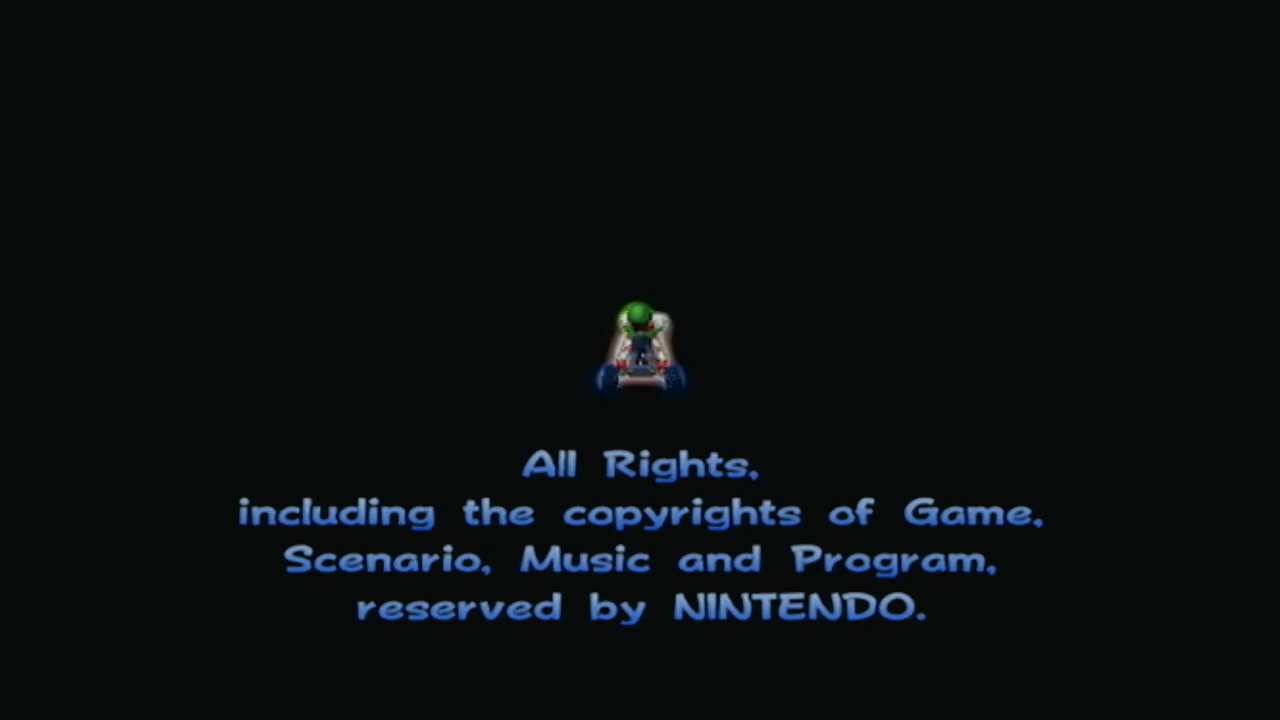 All Rights,
including the copyrights of Game,
Scenario, Music and Program,
reserved by NINTENDO.